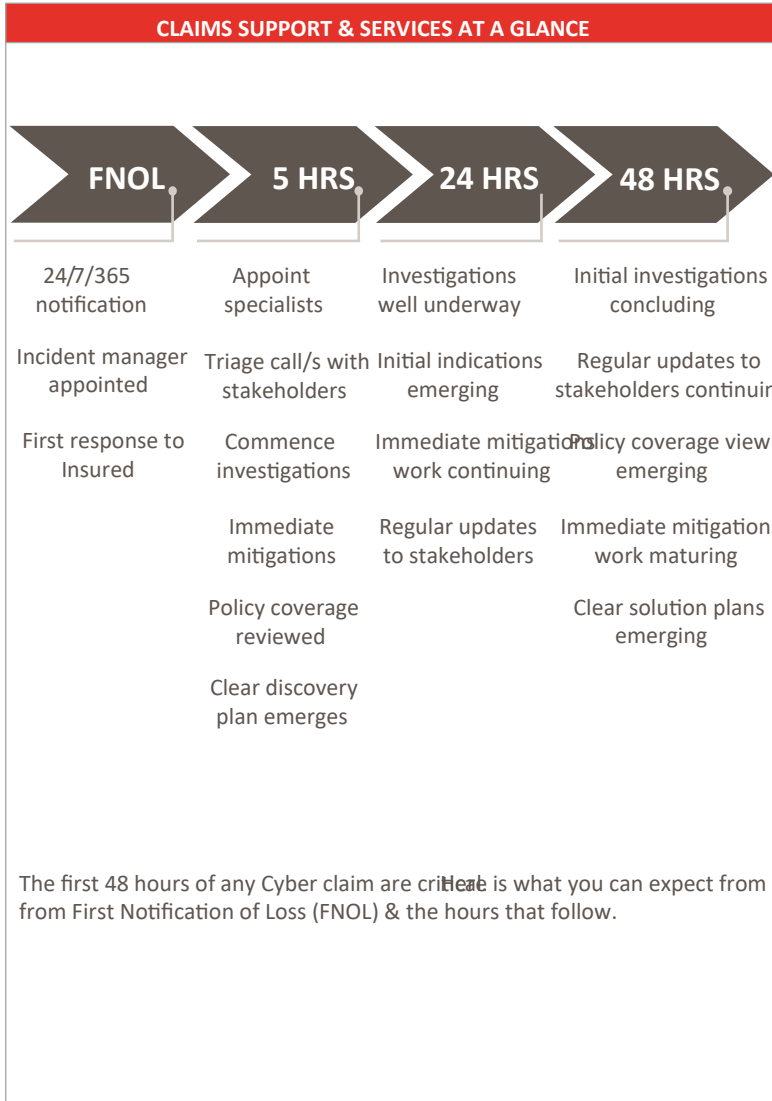 CLAIMS SUPPORT & SERVICES AT A GLANCE
FNOL
24/7/365
notification
Incident manager
appointed
First response to
Insured
5 HRS
Appoint
specialists
Triage call/s with
stakeholders
Commence
investigations
Immediate
mitigations
Policy coverage
reviewed
Clear discovery
plan emerges
24 HRS
Investigations
well underway
Initial indications
emerging
Immediate mitigations
work continuing
Regular updates
to stakeholders
48 HRS
Initial investigations
concluding
Regular updates to
stakeholders continuin
Policy coverage view
emerging
Immediate mitigation
work maturing
Clear solution plans
emerging
The first 48 hours of any Cyber claim are critical. Here is what you can expect from
from First Notification of Loss (FNOL) & the hours that follow.